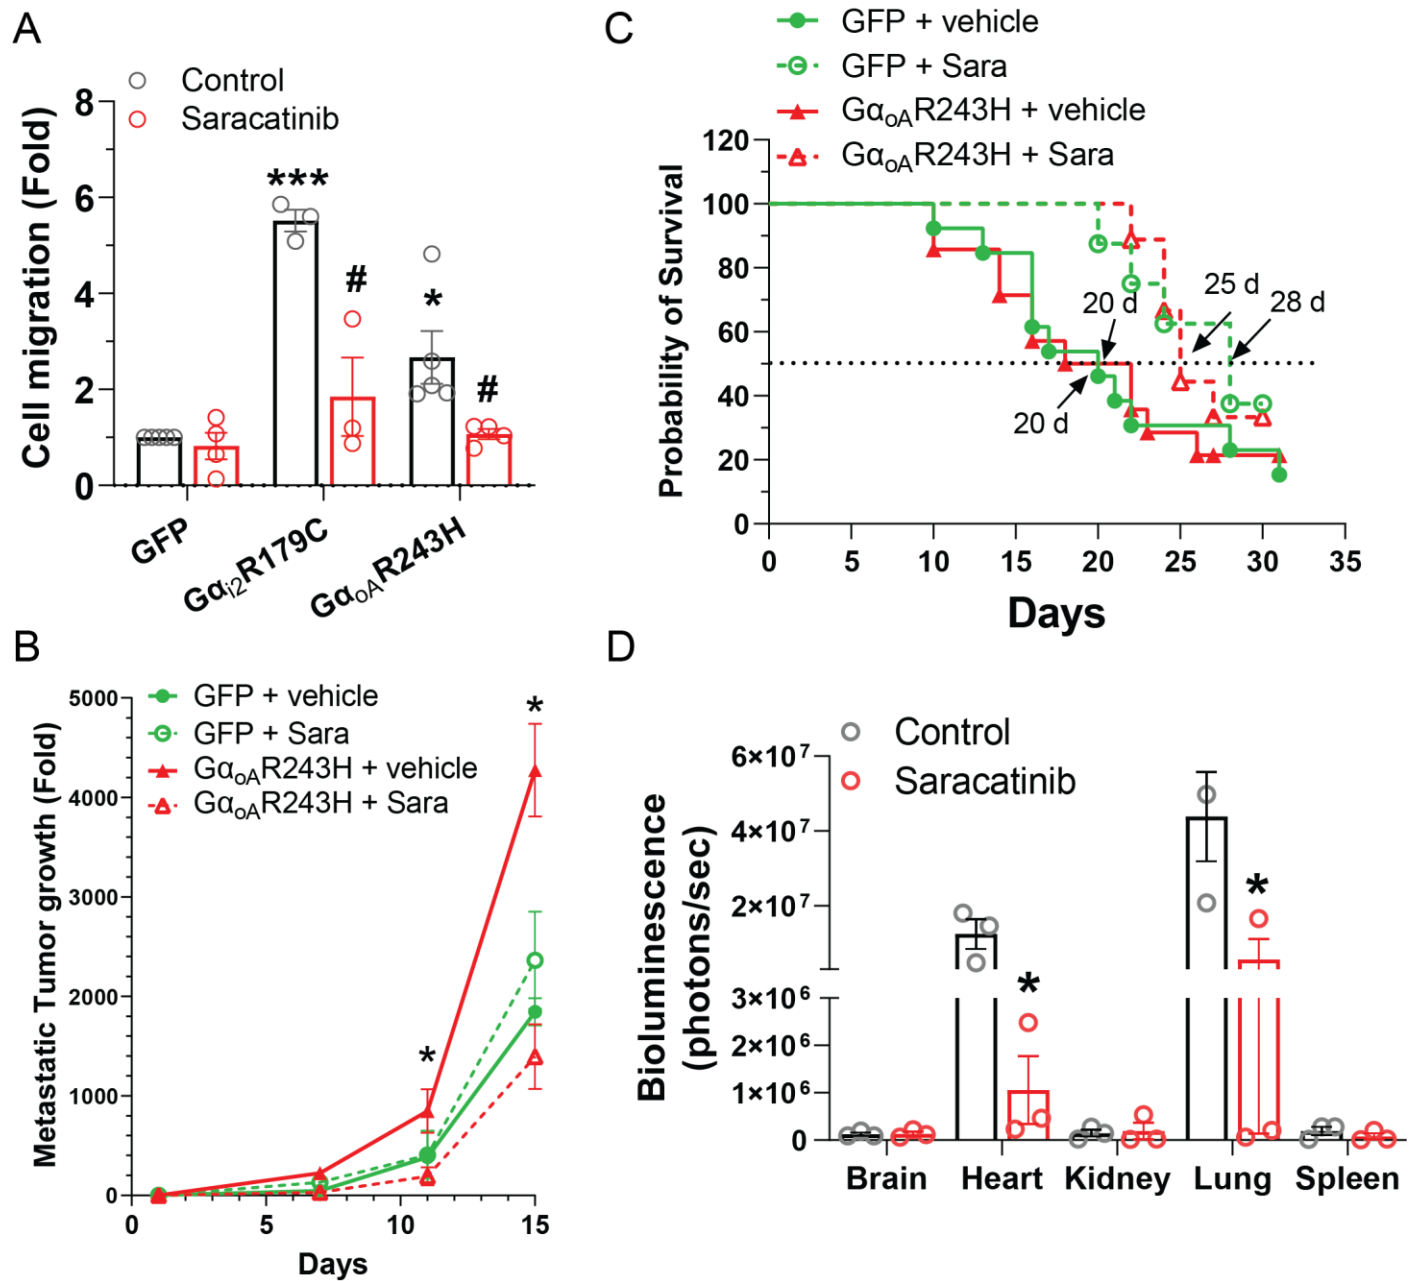 A
Control
Saracatinib
Cell migration (Fold)
8
6
4
2
0
***
#
*
#
GFP
Gαi2R179C
GαoAR243H
C
GFP + vehicle
GFP + Sara
GαoAR243H + vehicle
GαoAR243H + Sara
Probability of Survival
120
100
80
60
40
20
0
20 d
25 d
28 d
20 d
0 5 10 15 20 25 30 35
Days
B
GFP + vehicle
GFP + Sara
GαoAR243H + vehicle
GαoAR243H + Sara
Metastatic Tumor growth (Fold)
5000
4000
3000
2000
1000
0
*
*
0 5 10 15
Days
D
Control
Saracatinib
Bioluminescence
(photons/sec)
6×10⁷
4×10⁷
2×10⁷
3×10⁶
2×10⁶
1×10⁶
0
*
*
Brain Heart Kidney Lung Spleen